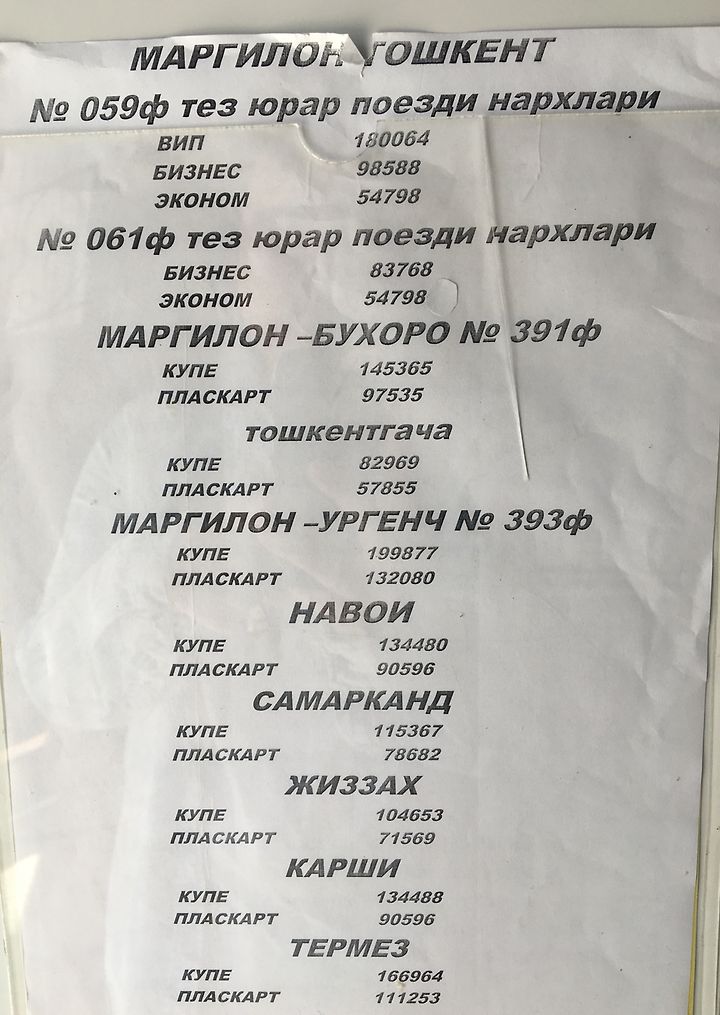 МАРГИЛОН ТОШКЕНТ
№ 059ф тез юрар поезди нархлари
ВИП 180064
БИЗНЕС 98588
ЭКОНОМ 54798
№ 061ф тез юрар поезди нархлари
БИЗНЕС 83768
ЭКОНОМ 54798
МАРГИЛОН –БУХОРО № 391ф
КУПЕ 145365
ПЛАСКАРТ 97535
тошкентгача
КУПЕ 82969
ПЛАСКАРТ 57855
МАРГИЛОН –УРГЕНЧ № 393ф
КУПЕ 199877
ПЛАСКАРТ 132080
НАВОИ
КУПЕ 134480
ПЛАСКАРТ 90596
САМАРКАНД
КУПЕ 115367
ПЛАСКАРТ 78682
ЖИЗЗАХ
КУПЕ 104653
ПЛАСКАРТ 71569
КАРШИ
КУПЕ 134488
ПЛАСКАРТ 90596
ТЕРМЕЗ
КУПЕ 166964
ПЛАСКАРТ 111253